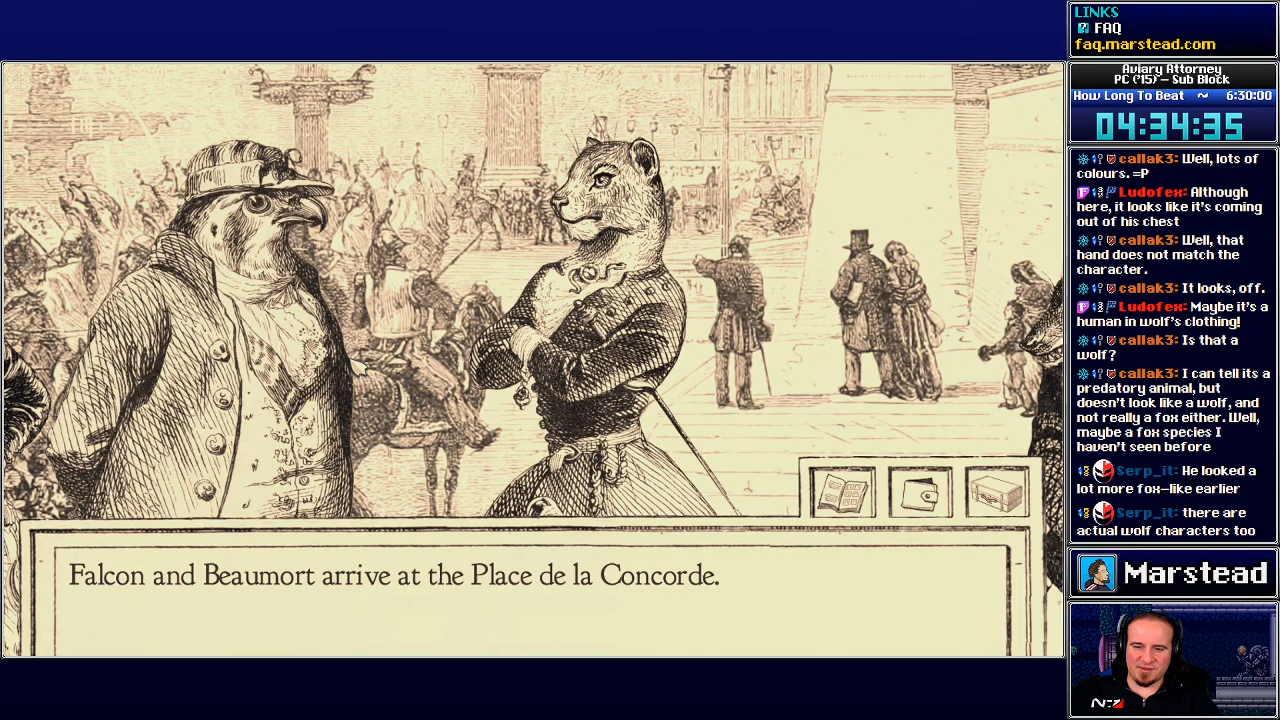 LINKS
FAQ
faq.marstead.com
Aviary Attorney
PC ('15) – Sub Block
How Long To Beat ~ 6:30:00
04:34:35
callak3: Well, lots of
colours. =P
Ludofex: Although
here, it looks like it's coming
out of his chest
callak3: Well, that
hand does not match the
character.
callak3: It looks, off.
Ludofex: Maybe it's a
human in wolf's clothing!
callak3: Is that a
wolf?
callak3: I can tell its a
predatory animal, but
doesn't look like a wolf, and
not really a fox either. Well,
maybe a fox species I
haven't seen before
Serp_it: He looked a
lot more fox–like earlier
Serp_it: there are
actual wolf characters too
Marstead
Falcon and Beaumort arrive at the Place de la Concorde.
N7